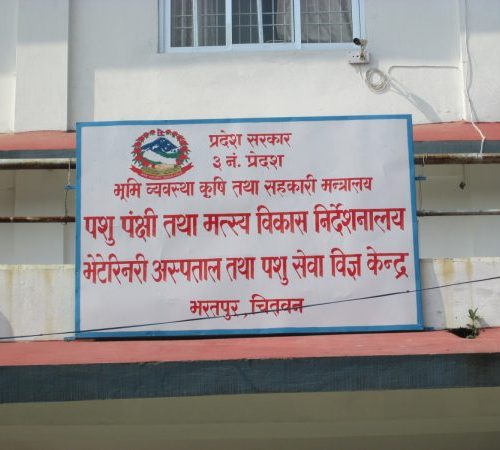 प्रदेश सरकार
३ नं. प्रदेश
भूमि व्यवस्था कृषि तथा सहकारी मन्त्रालय
पशु पंक्षी तथा मत्स्य विकास निर्देशनालय
भेटेरिनरी अस्पताल तथा पशु सेवा विज्ञ केन्द्र
भरतपुर, चितवन